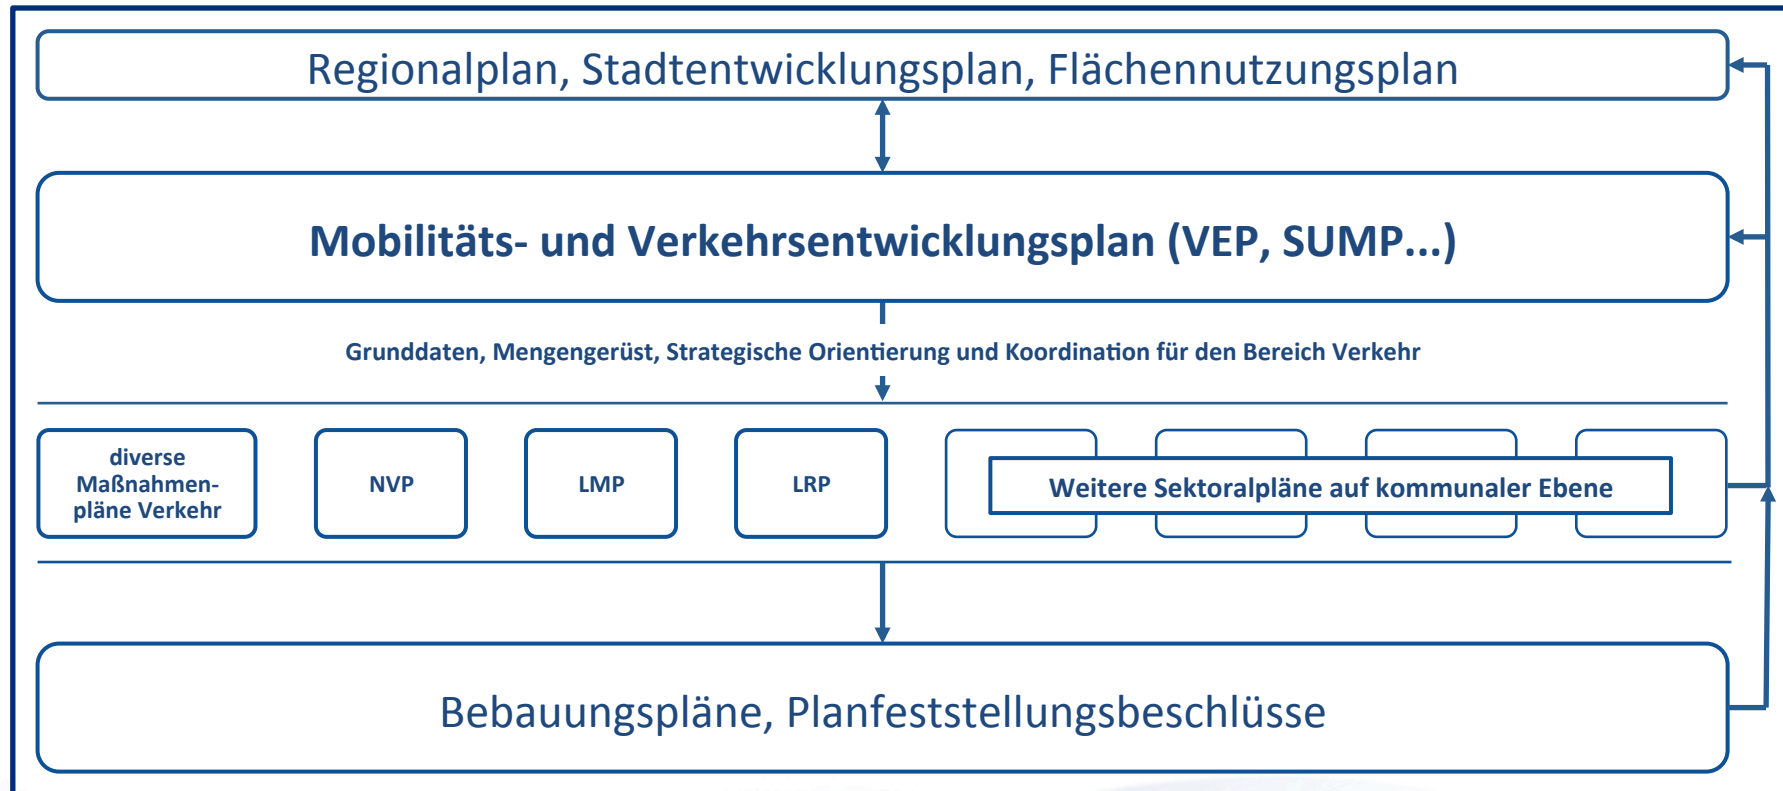 Regionalplan, Stadtentwicklungsplan, Flächennutzungsplan
Mobilitäts- und Verkehrsentwicklungsplan (VEP, SUMP...)
Grunddaten, Mengengerüst, Strategische Orientierung und Koordination für den Bereich Verkehr
diverse
Maßnahmen-
pläne Verkehr
NVP
LMP
LRP
Weitere Sektoralpläne auf kommunaler Ebene
Bebauungspläne, Planfeststellungsbeschlüsse